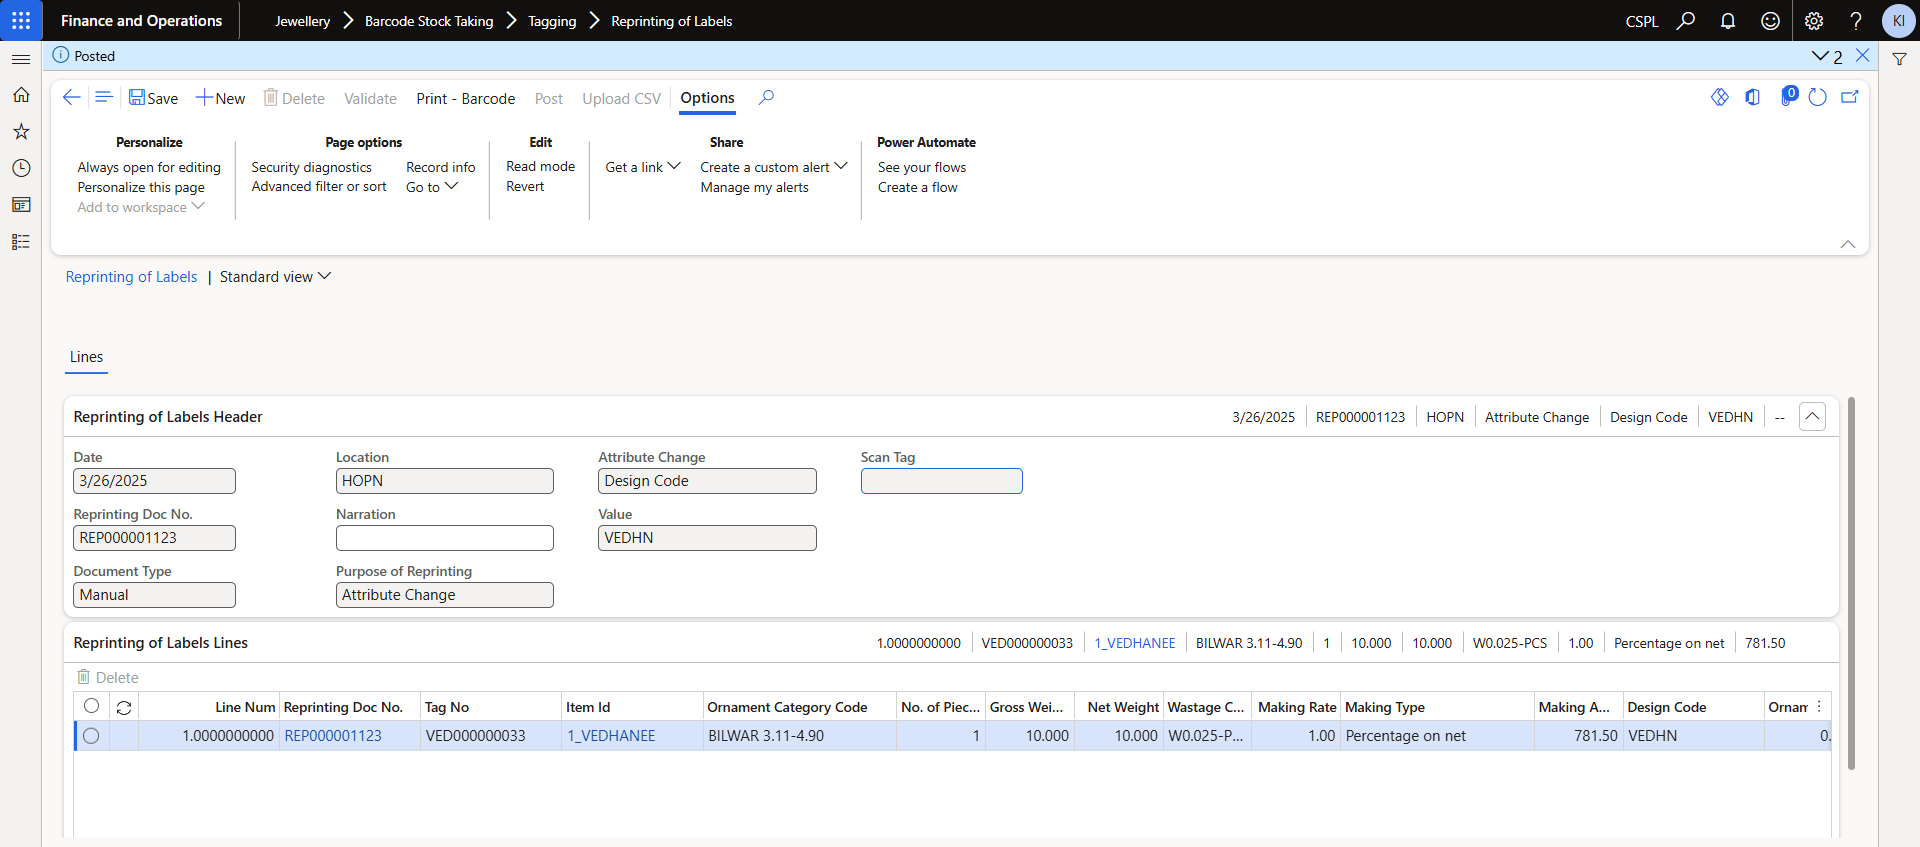 Finance and Operations
Jewellery > Barcode Stock Taking > Tagging > Reprinting of Labels
CSPL
KI
Posted
2
Save
New
Delete
Validate
Print - Barcode
Post
Upload CSV
Options
0
Personalize
Always open for editing
Personalize this page
Add to workspace
Page options
Security diagnostics
Advanced filter or sort
Record info
Go to
Edit
Read mode
Revert
Share
Get a link
Create a custom alert
Manage my alerts
Power Automate
See your flows
Create a flow
Reprinting of Labels | Standard view
Lines
Reprinting of Labels Header
3/26/2025 REP000001123 HOPN Attribute Change Design Code VEDHN --
Date
3/26/2025
Reprinting Doc No.
REP000001123
Document Type
Manual
Location
HOPN
Narration
Purpose of Reprinting
Attribute Change
Attribute Change
Design Code
Value
VEDHN
Scan Tag
Reprinting of Labels Lines
1.0000000000 VED000000033 1_VEDHANEE BILWAR 3.11-4.90 1 10.000 10.000 W0.025-PCS 1.00 Percentage on net 781.50
Delete
Line Num Reprinting Doc No. Tag No Item Id Ornament Category Code No. of Piec... Gross Wei... Net Weight Wastage C... Making Rate Making Type Making A... Design Code Ornam
1.0000000000 REP000001123 VED000000033 1_VEDHANEE BILWAR 3.11-4.90 1 10.000 10.000 W0.025-P... 1.00 Percentage on net 781.50 VEDHN 0.